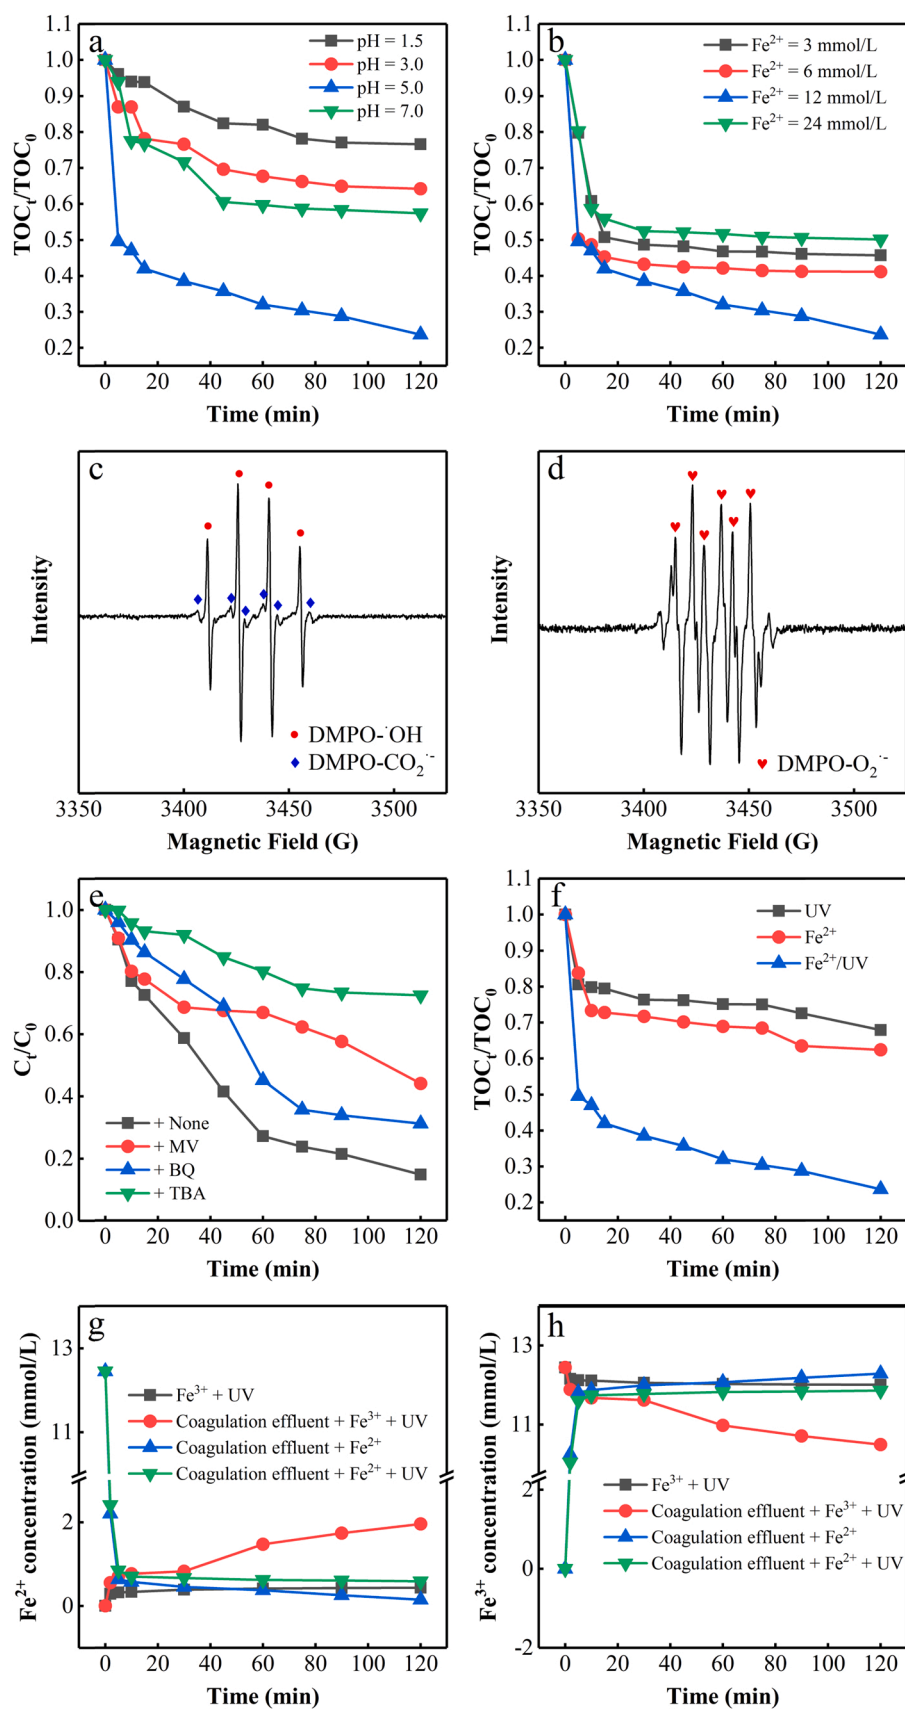 a
pH = 1.5
pH = 3.0
pH = 5.0
pH = 7.0
1.1
1.0
0.9
0.8
0.7
0.6
0.5
0.4
0.3
0.2
TOCt/TOC0
0 20 40 60 80 100 120
Time (min)
b
Fe2+ = 3 mmol/L
Fe2+ = 6 mmol/L
Fe2+ = 12 mmol/L
Fe2+ = 24 mmol/L
1.1
1.0
0.9
0.8
0.7
0.6
0.5
0.4
0.3
0.2
TOCt/TOC0
0 20 40 60 80 100 120
Time (min)
c
Intensity
DMPO-·OH
DMPO-CO2·-
3350 3400 3450 3500
Magnetic Field (G)
d
Intensity
DMPO-O2·-
3350 3400 3450 3500
Magnetic Field (G)
e
1.0
0.8
0.6
0.4
0.2
0.0
Ct/C0
+ None
+ MV
+ BQ
+ TBA
0 20 40 60 80 100 120
Time (min)
f
UV
Fe2+
Fe2+/UV
1.1
1.0
0.9
0.8
0.7
0.6
0.5
0.4
0.3
0.2
TOCt/TOC0
0 20 40 60 80 100 120
Time (min)
g
13
11
2
0
Fe2+ concentration (mmol/L)
Fe3+ + UV
Coagulation effluent + Fe3+ + UV
Coagulation effluent + Fe2+
Coagulation effluent + Fe2+ + UV
0 20 40 60 80 100 120
Time (min)
h
13
11
2
0
-2
Fe3+ concentration (mmol/L)
Fe3+ + UV
Coagulation effluent + Fe3+ + UV
Coagulation effluent + Fe2+
Coagulation effluent + Fe2+ + UV
0 20 40 60 80 100 120
Time (min)